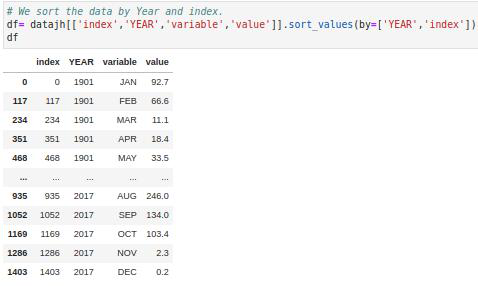 # We sort the data by Year and index.
df= datajh[['index','YEAR','variable','value']].sort_values(by=['YEAR','index'])
df
index YEAR variable value
0 0 1901 JAN 92.7
117 117 1901 FEB 66.6
234 234 1901 MAR 11.1
351 351 1901 APR 18.4
468 468 1901 MAY 33.5
... ... ... ... ...
935 935 2017 AUG 246.0
1052 1052 2017 SEP 134.0
1169 1169 2017 OCT 103.4
1286 1286 2017 NOV 2.3
1403 1403 2017 DEC 0.2